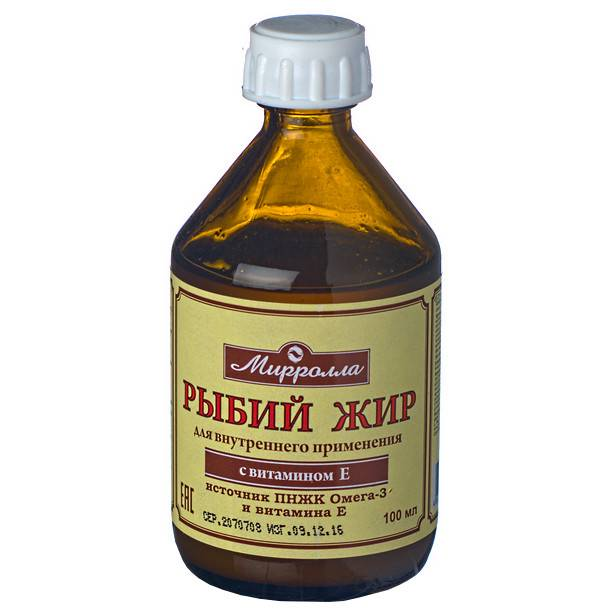 Мирролла
РЫБИЙ ЖИР
для внутреннего применения
с витамином Е
источник ПНЖК Омега-3
и витамина Е
EAC
СЕР.2070708 ИЗГ.09.12.16
100 мл